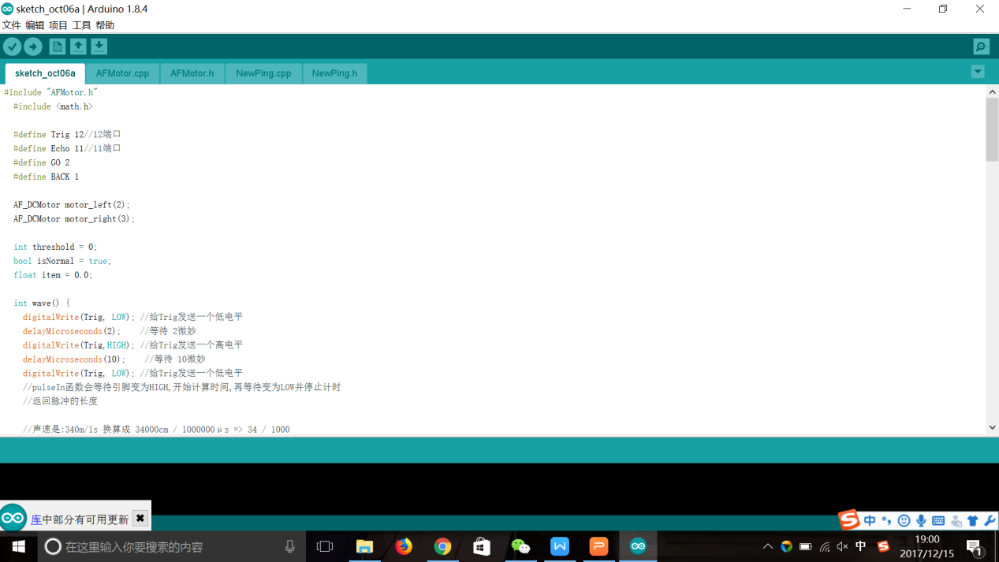 sketch_oct06a | Arduino 1.8.4
文件 编辑 项目 工具 帮助
sketch_oct06a AFMotor.cpp AFMotor.h NewPing.cpp NewPing.h
#include "AFMotor.h"
#include <math.h>
#define Trig 12//12端口
#define Echo 11//11端口
#define GO 2
#define BACK 1
AF_DCMotor motor_left(2);
AF_DCMotor motor_right(3);
int threshold = 0;
bool isNormal = true;
float item = 0.0;
int wave() {
digitalWrite(Trig, LOW); //给Trig发送一个低电平
delayMicroseconds(2); //等待 2微妙
digitalWrite(Trig,HIGH); //给Trig发送一个高电平
delayMicroseconds(10); //等待 10微妙
digitalWrite(Trig, LOW); //给Trig发送一个低电平
//pulseIn函数会等待引脚变为HIGH,开始计算时间,再等待变为LOW并停止计时
//返回脉冲的长度
//声速是:340m/1s 换算成 34000cm / 1000000μs => 34 / 1000
库中部分有可用更新
中
在这里输入你要搜索的内容
中
19:00
2017/12/15
1